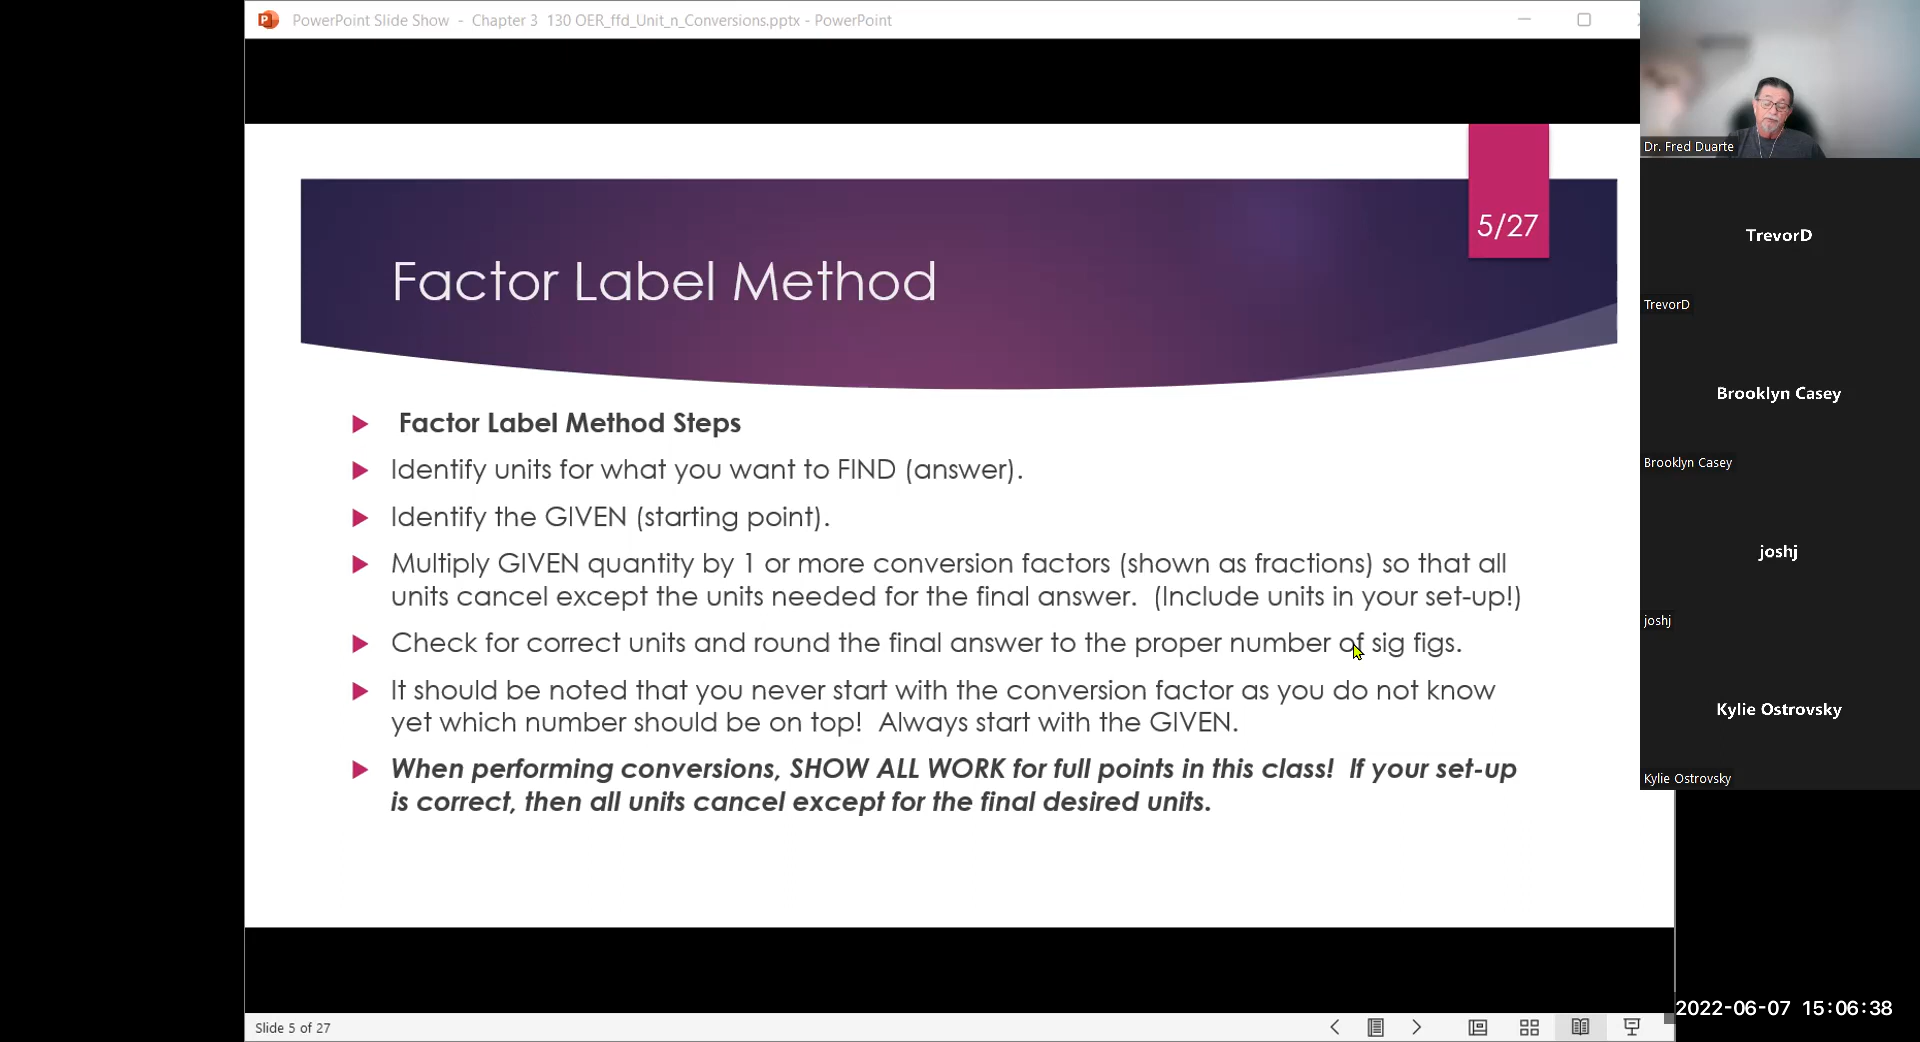 PowerPoint Slide Show - Chapter 3 130 OER_ffd_Unit_n_Conversions.pptx - PowerPoint
5/27
Factor Label Method
Factor Label Method Steps
Identify units for what you want to FIND (answer).
Identify the GIVEN (starting point).
Multiply GIVEN quantity by 1 or more conversion factors (shown as fractions) so that all
units cancel except the units needed for the final answer. (Include units in your set-up!)
Check for correct units and round the final answer to the proper number of sig figs.
It should be noted that you never start with the conversion factor as you do not know
yet which number should be on top! Always start with the GIVEN.
When performing conversions, SHOW ALL WORK for full points in this class! If your set-up
is correct, then all units cancel except for the final desired units.
Slide 5 of 27
Dr. Fred Duarte
TrevorD
TrevorD
Brooklyn Casey
Brooklyn Casey
joshj
joshj
Kylie Ostrovsky
Kylie Ostrovsky
2022-06-07 15:06:38